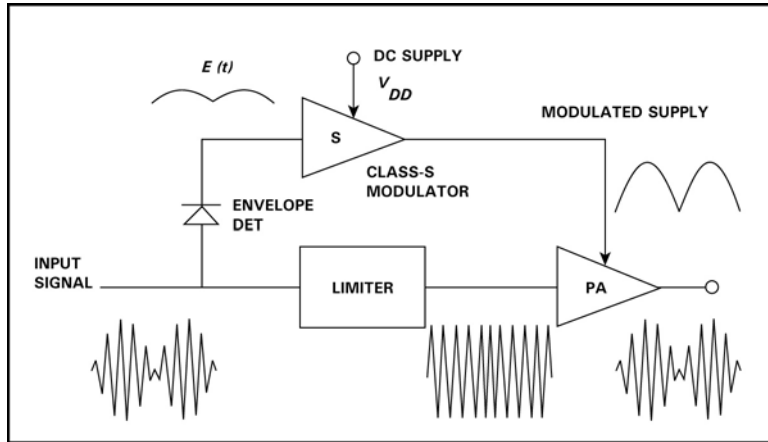 E (t)
DC SUPPLY
V DD
MODULATED SUPPLY
S
CLASS-S
MODULATOR
ENVELOPE
DET
INPUT
SIGNAL
LIMITER
PA